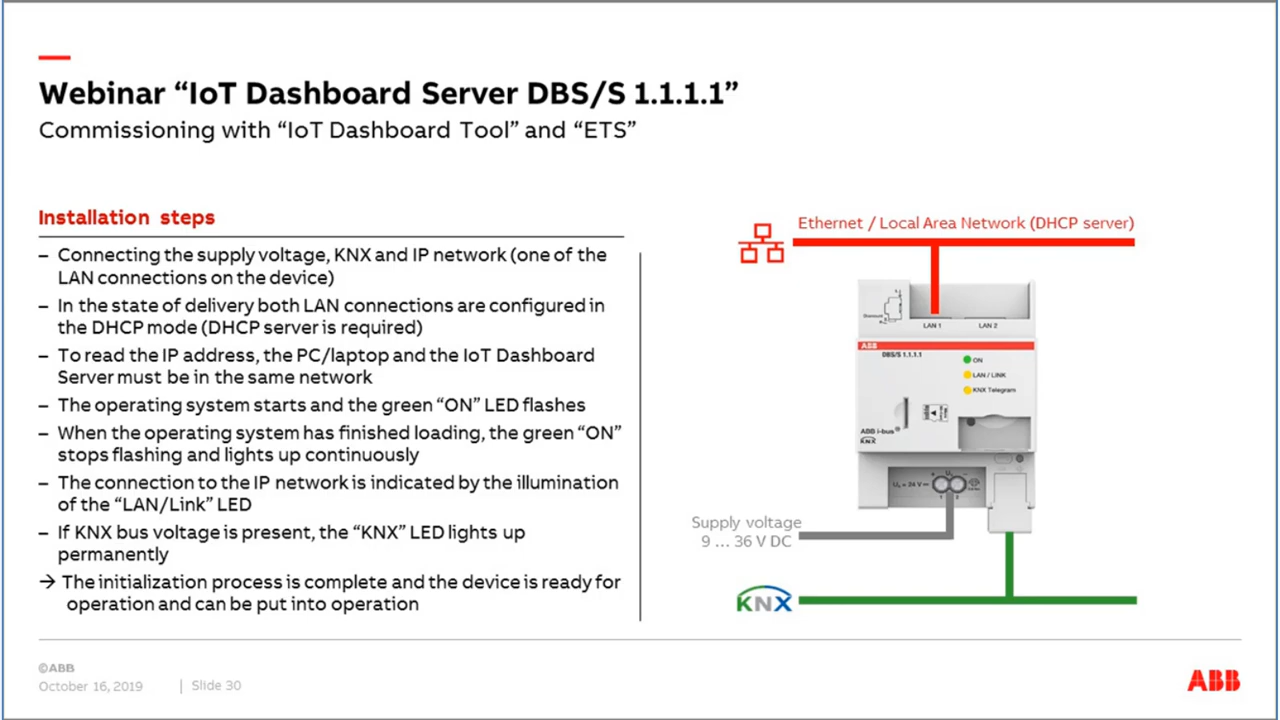 Webinar “IoT Dashboard Server DBS/S 1.1.1.1”
Commissioning with “IoT Dashboard Tool” and “ETS”
Installation steps
– Connecting the supply voltage, KNX and IP network (one of the
LAN connections on the device)
– In the state of delivery both LAN connections are configured in
the DHCP mode (DHCP server is required)
– To read the IP address, the PC/laptop and the IoT Dashboard
Server must be in the same network
– The operating system starts and the green “ON” LED flashes
– When the operating system has finished loading, the green “ON”
stops flashing and lights up continuously
– The connection to the IP network is indicated by the illumination
of the “LAN/Link” LED
– If KNX bus voltage is present, the “KNX” LED lights up
permanently
→ The initialization process is complete and the device is ready for
operation and can be put into operation
Ethernet / Local Area Network (DHCP server)
LAN 1 LAN 2
ABB
DBS/S 1.1.1.1
ON
LAN / LINK
KNX Telegram
ABB i-bus®
KNX
Supply voltage
9 ... 36 V DC
KNX
©ABB
October 16, 2019 | Slide 30
ABB